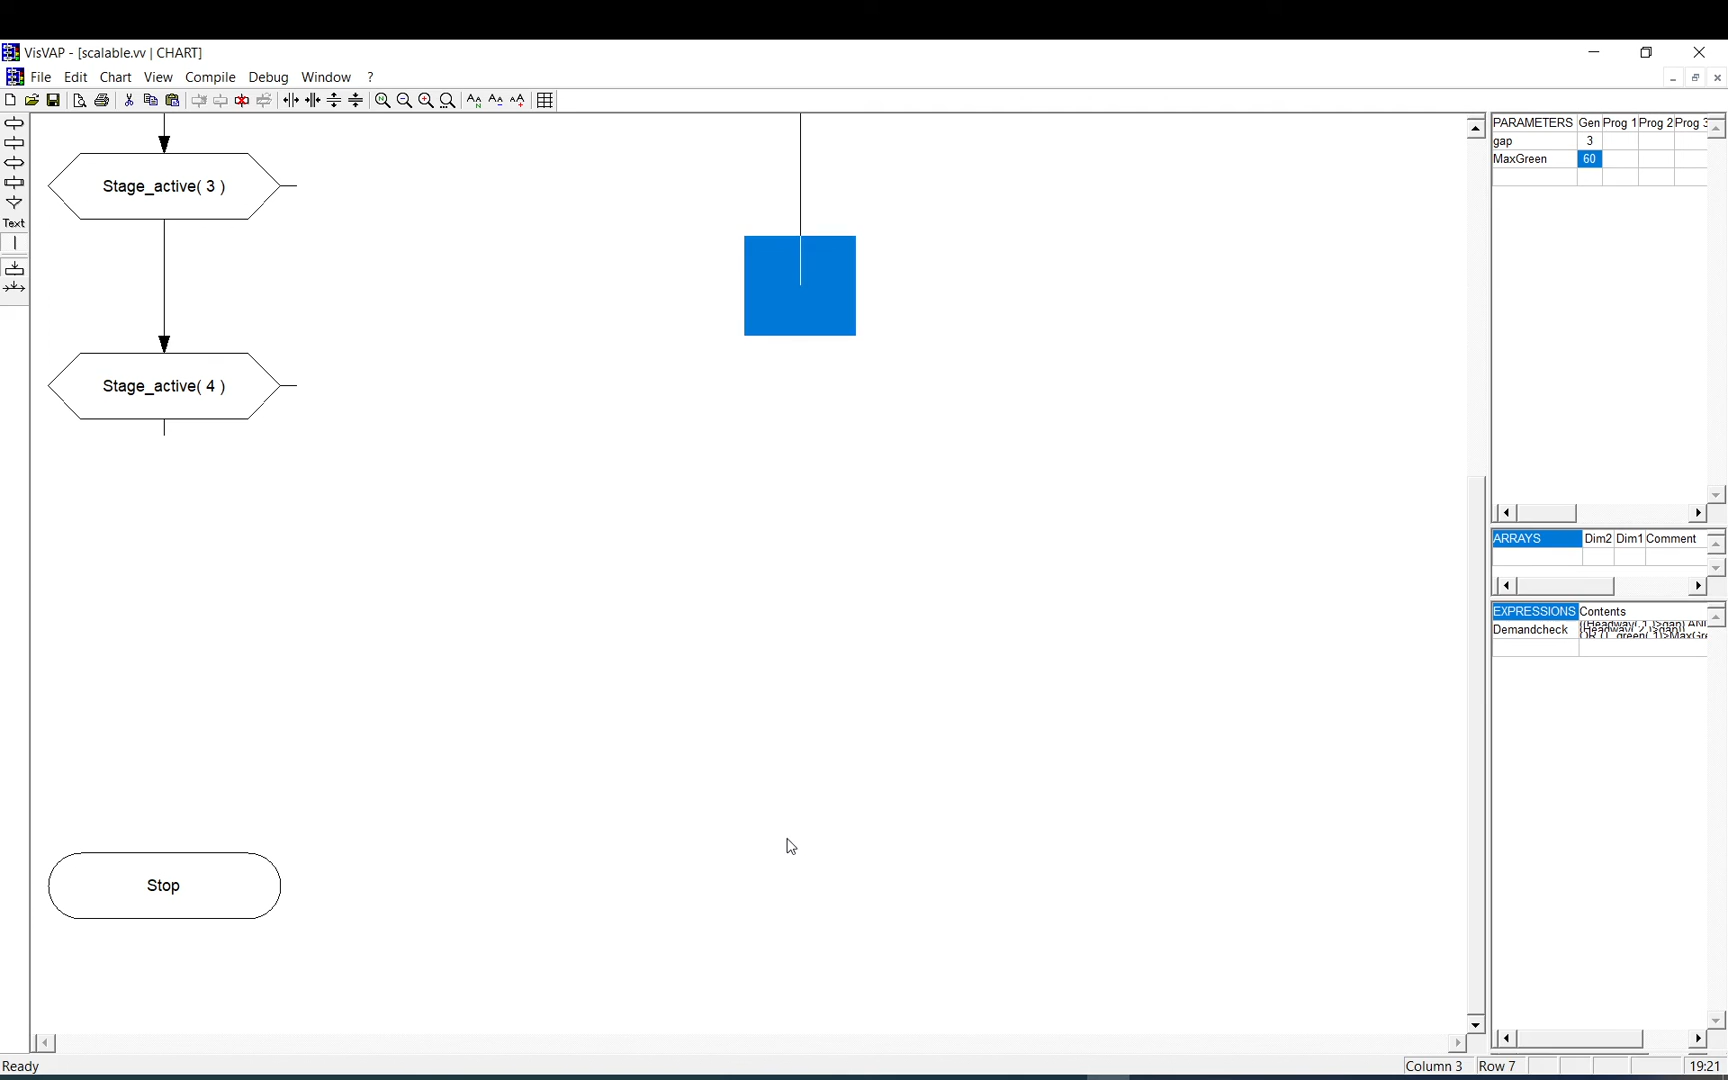 VisVAP - [scalable.vv | CHART]
File Edit Chart View Compile Debug Window ?
PARAMETERS Gen Prog 1 Prog 2 Prog 3
gap 3
MaxGreen 60
Stage_active( 3 )
Text
Stage_active( 4 )
ARRAYS Dim2 Dim1 Comment
EXPRESSIONS Contents
Demandcheck
Stop
Ready Column 3 Row 7 19:21